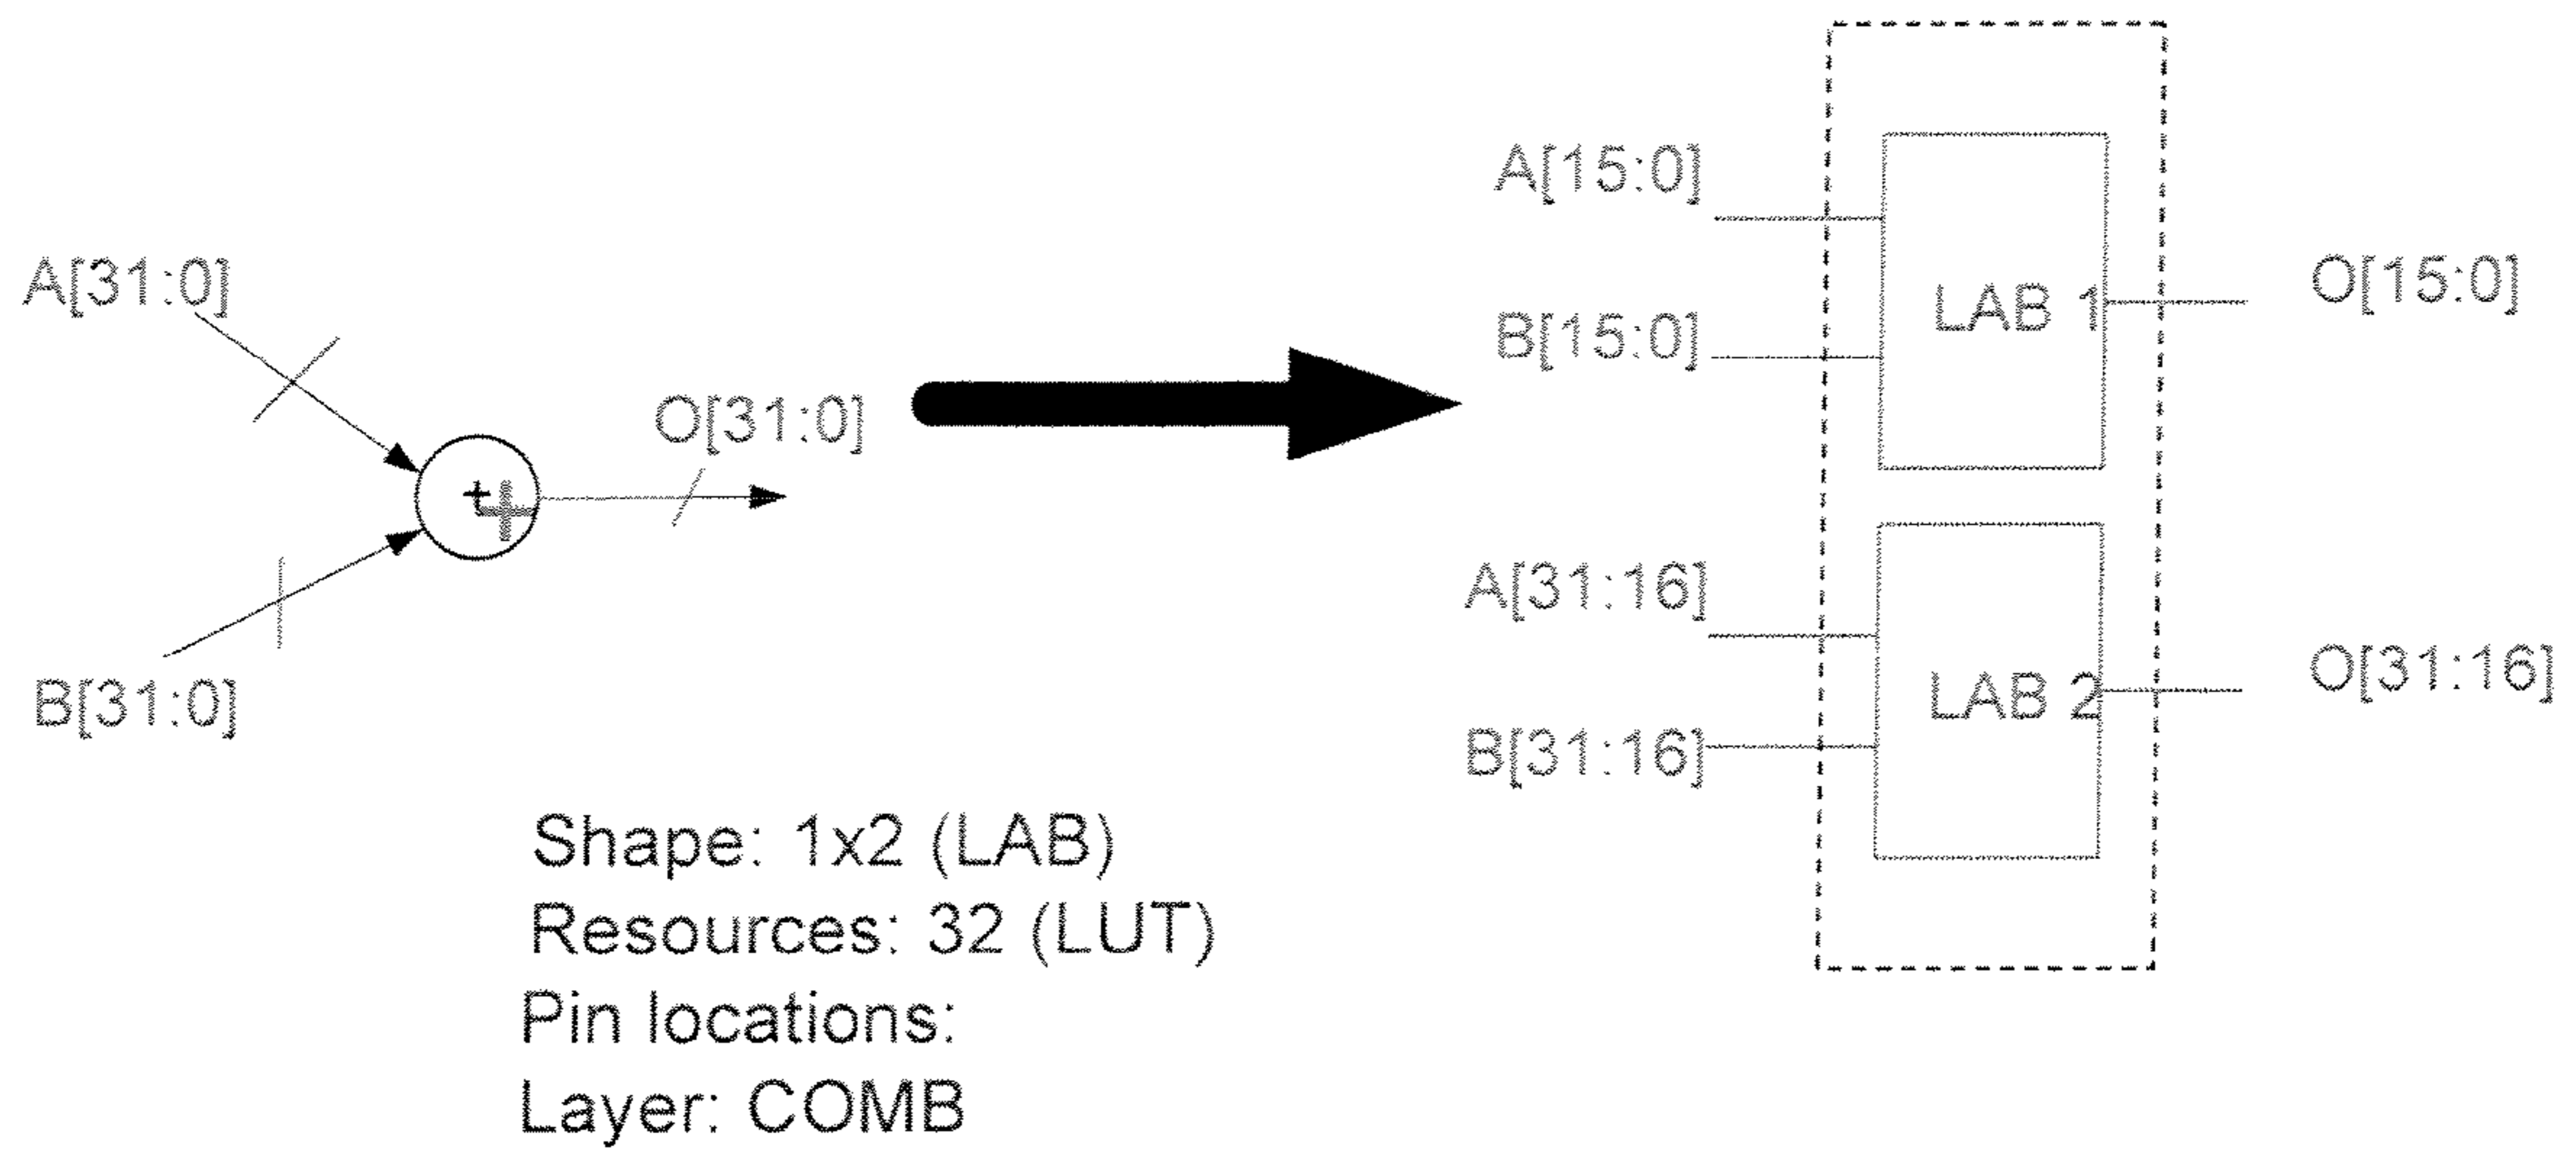 A[31:0]
B[31:0]
+
O[31:0]
A[15:0]
B[15:0]
LAB 1
O[15:0]
A[31:16]
B[31:16]
LAB 2
O[31:16]
Shape: 1x2 (LAB)
Resources: 32 (LUT)
Pin locations:
Layer: COMB